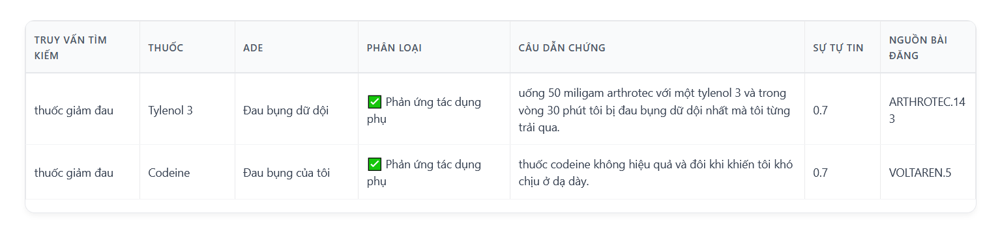 TRUY VẤN TÌM
KIẾM
THUỐC
ADE
PHÂN LOẠI
CÂU DẪN CHỨNG
SỰ TỰ TIN
NGUỒN BÀI
ĐĂNG
thuốc giảm đau
Tylenol 3
Đau bụng dữ dội
✅ Phản ứng tác dụng
phụ
uống 50 miligam arthrotec với một tylenol 3 và trong
vòng 30 phút tôi bị đau bụng dữ dội nhất mà tôi từng
trải qua.
0.7
ARTHROTEC.14
3
thuốc giảm đau
Codeine
Đau bụng của tôi
✅ Phản ứng tác dụng
phụ
thuốc codeine không hiệu quả và đôi khi khiến tôi khó
chịu ở dạ dày.
0.7
VOLTAREN.5